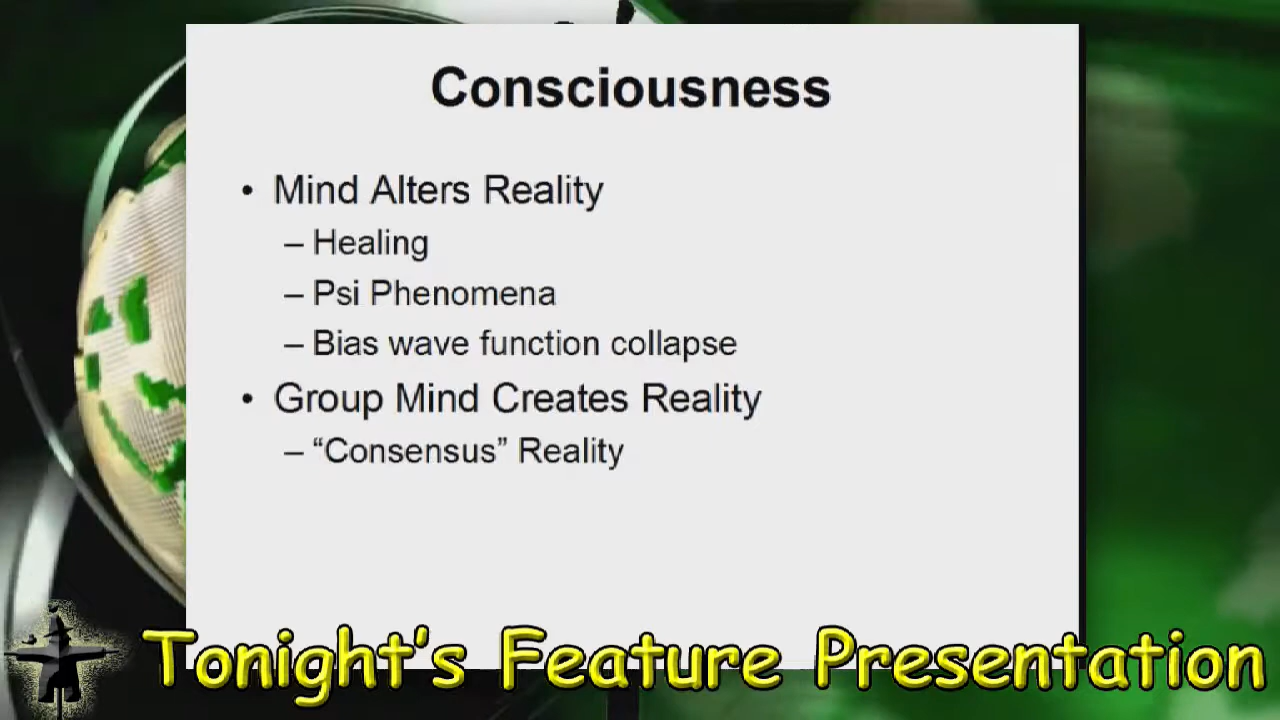 Consciousness
• Mind Alters Reality
– Healing
– Psi Phenomena
– Bias wave function collapse
• Group Mind Creates Reality
– “Consensus” Reality
Tonight's Feature Presentation